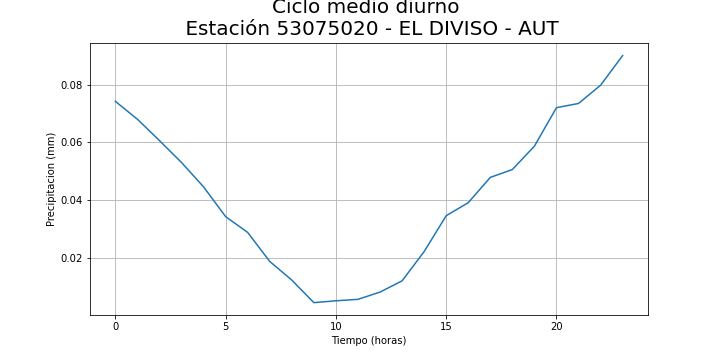 Ciclo medio diurno
Estación 53075020 - EL DIVISO - AUT
0.08
0.06
0.04
0.02
Precipitacion (mm)
0 5 10 15 20
Tiempo (horas)